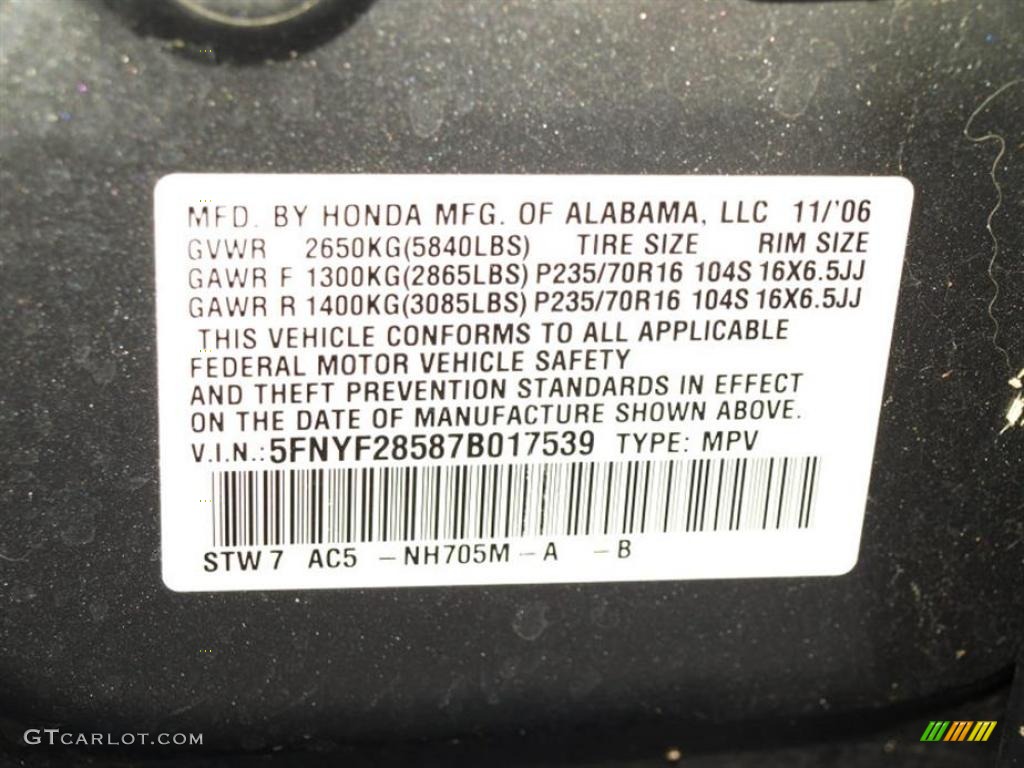 MFD. BY HONDA MFG. OF ALABAMA, LLC 11/'06
GVWR 2650KG(5840LBS) TIRE SIZE RIM SIZE
GAWR F 1300KG(2865LBS) P235/70R16 104S 16X6.5JJ
GAWR R 1400KG(3085LBS) P235/70R16 104S 16X6.5JJ
THIS VEHICLE CONFORMS TO ALL APPLICABLE
FEDERAL MOTOR VEHICLE SAFETY
AND THEFT PREVENTION STANDARDS IN EFFECT
ON THE DATE OF MANUFACTURE SHOWN ABOVE.
V.I.N.: 5FNYF28587B017539 TYPE: MPV
STW 7 AC5 -NH705M-A -B
GTCARLOT.COM